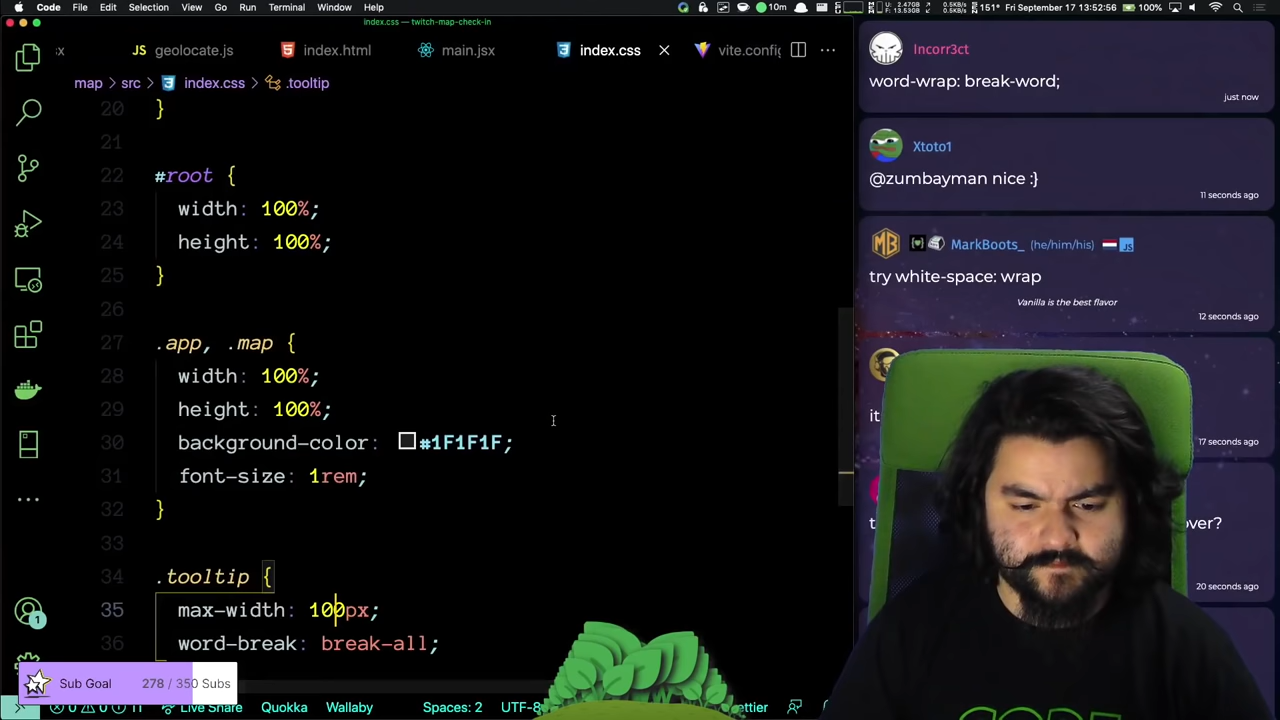 Code File Edit Selection View Go Run Terminal Window Help
10m
151° Fri September 17 13:52:56
100%
index.css — twitch-map-check-in
geolocate.js
index.html
main.jsx
index.css
map > src > index.css > .tooltip
20 }
21
22 #root {
23 width: 100%;
24 height: 100%;
25 }
26
27 .app, .map {
28 width: 100%;
29 height: 100%;
30 background-color: #1F1F1F;
31 font-size: 1rem;
32 }
33
34 .tooltip {
35 max-width: 100px;
36 word-break: break-all;
Sub Goal 278 / 350 Subs
Live Share Quokka Wallaby Spaces: 2
Incorr3ct
word-wrap: break-word;
just now
Xtoto1
@zumbayman nice :}
11 seconds ago
MB MarkBoots_ (he/him/his) JS
try white-space: wrap
Vanilla is the best flavor
12 seconds ago
17 seconds ago
20 seconds ago